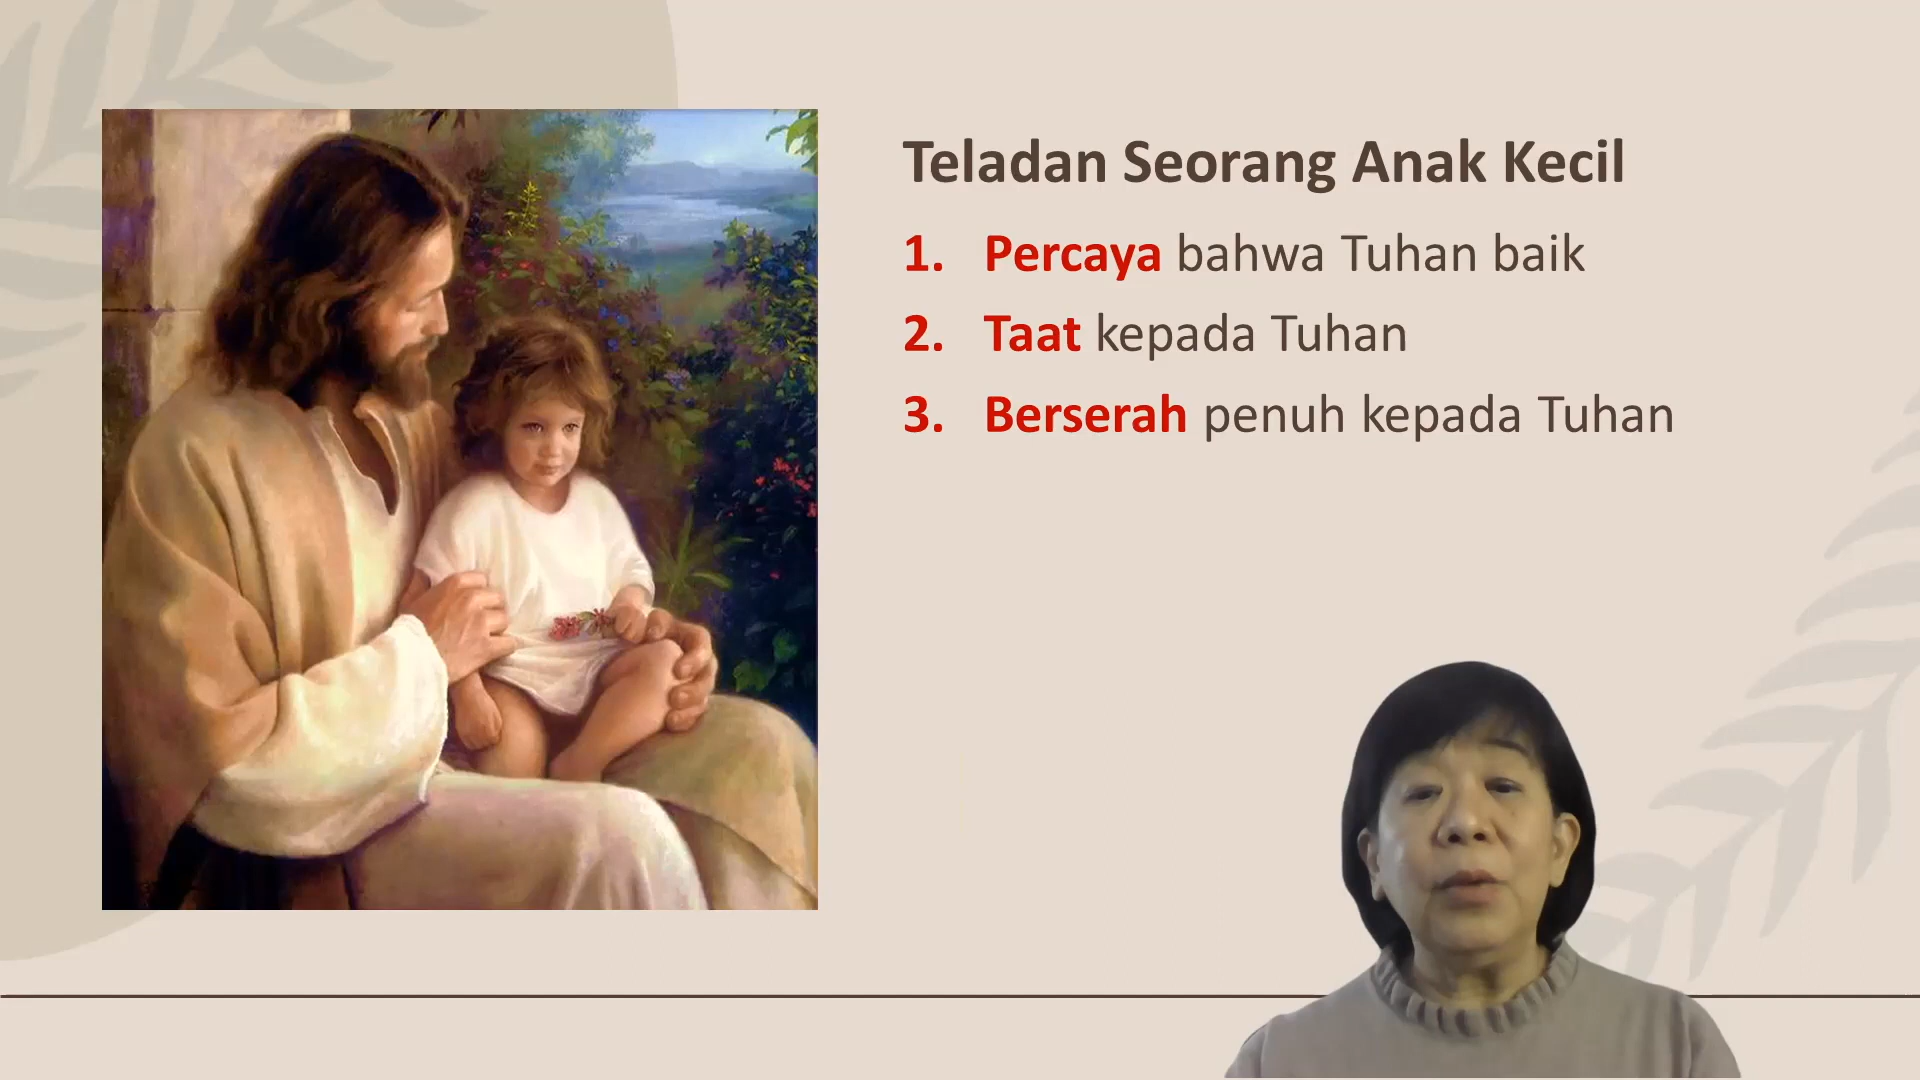 Teladan Seorang Anak Kecil
1. Percaya bahwa Tuhan baik
2. Taat kepada Tuhan
3. Berserah penuh kepada Tuhan